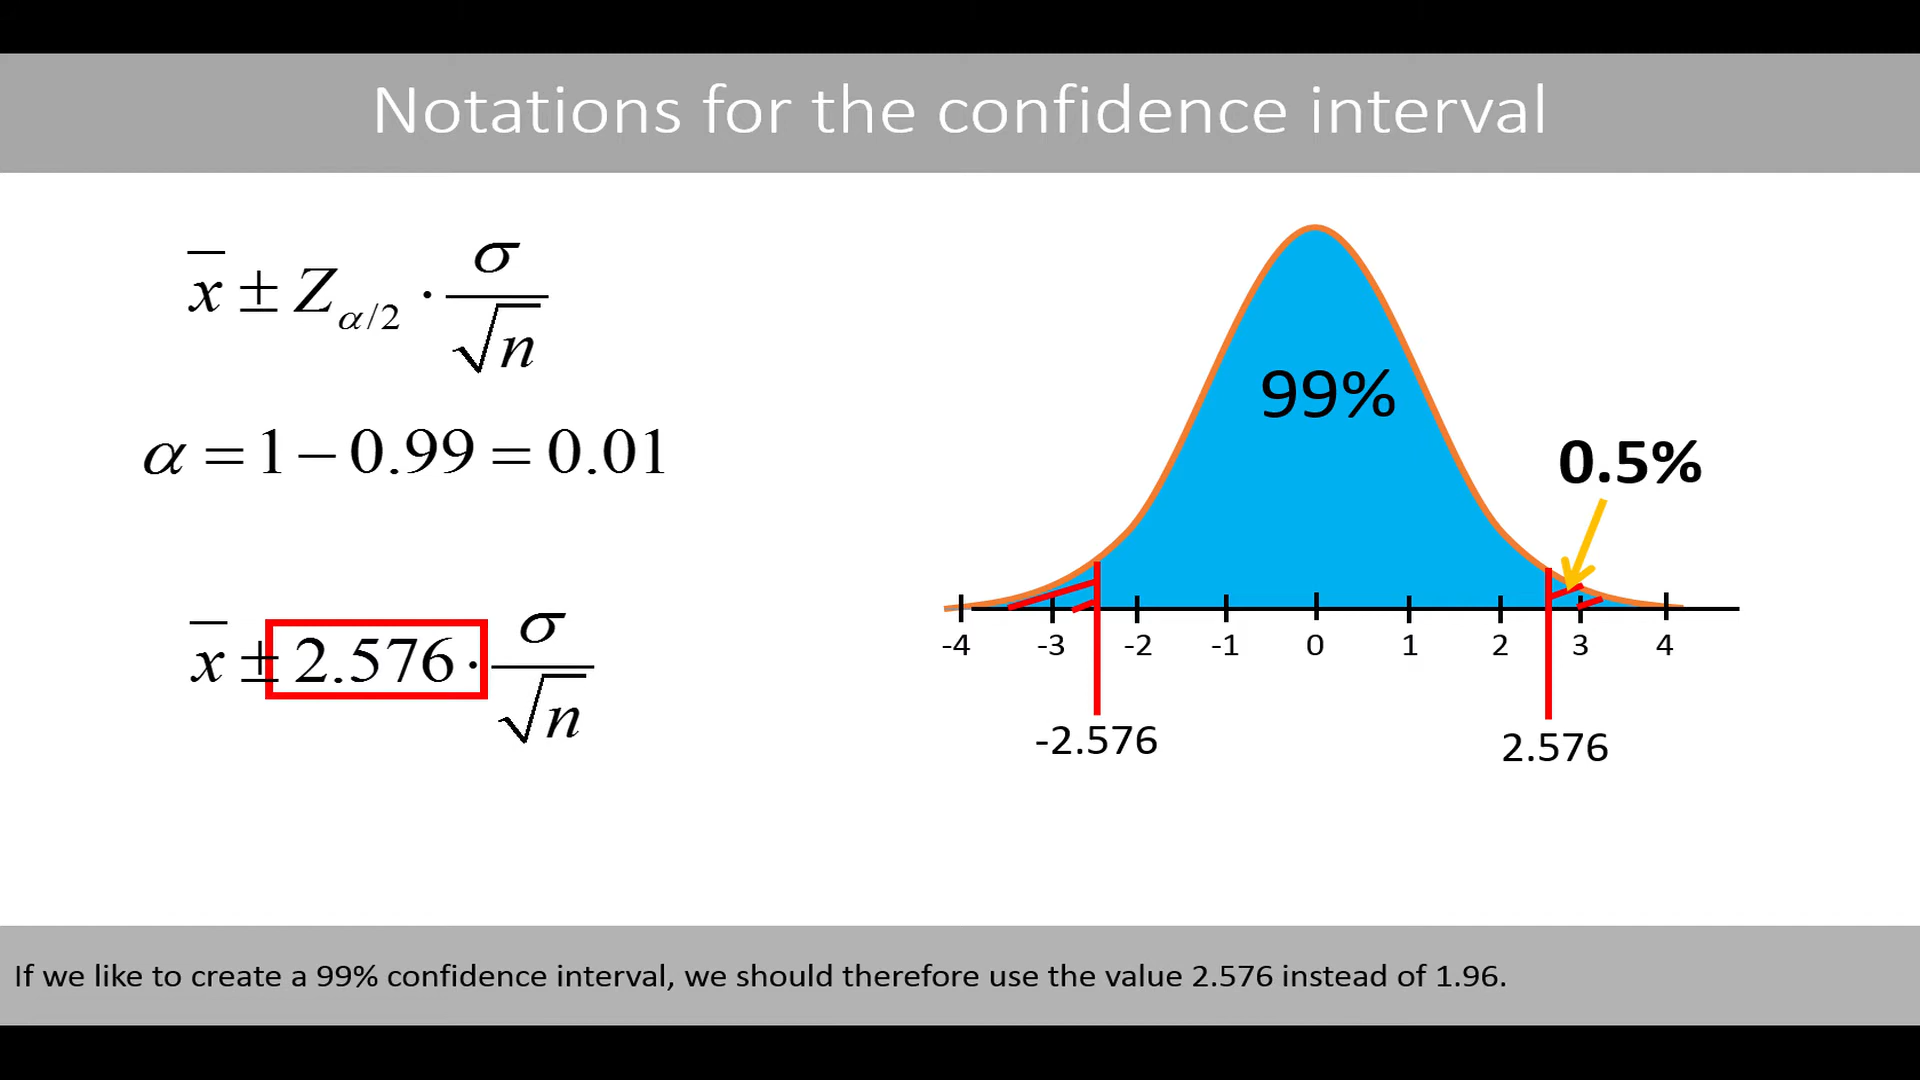 Notations for the confidence interval
x̄ ± Z_{α/2} · σ/√n
α = 1 − 0.99 = 0.01
x̄ ± 2.576 · σ/√n
99%
0.5%
-4 -3 -2 -1 0 1 2 3 4
-2.576 2.576
If we like to create a 99% confidence interval, we should therefore use the value 2.576 instead of 1.96.